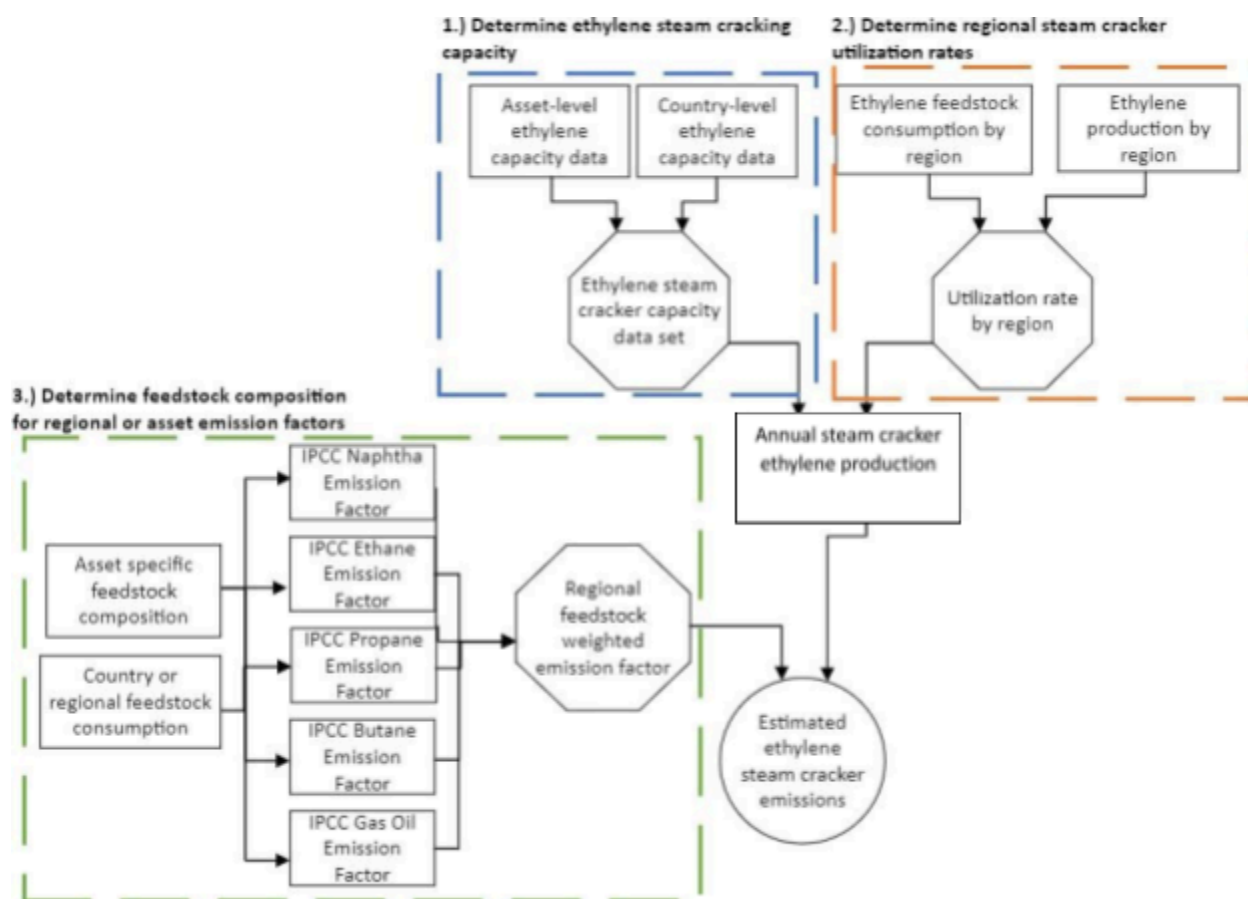 1.) Determine ethylene steam cracking
capacity
2.) Determine regional steam cracker
utilization rates
Asset-level
ethylene
capacity data
Country-level
ethylene
capacity data
Ethylene feedstock
consumption by
region
Ethylene
production by
region
Ethylene steam
cracker capacity
data set
Utilization rate
by region
3.) Determine feedstock composition
for regional or asset emission factors
Annual steam cracker
ethylene production
IPCC Naphtha
Emission
Factor
Asset specific
feedstock
composition
IPCC Ethane
Emission
Factor
Regional
feedstock
weighted
emission factor
IPCC Propane
Emission
Factor
Country or
regional feedstock
consumption
IPCC Butane
Emission
Factor
Estimated
ethylene
steam cracker
emissions
IPCC Gas Oil
Emission
Factor